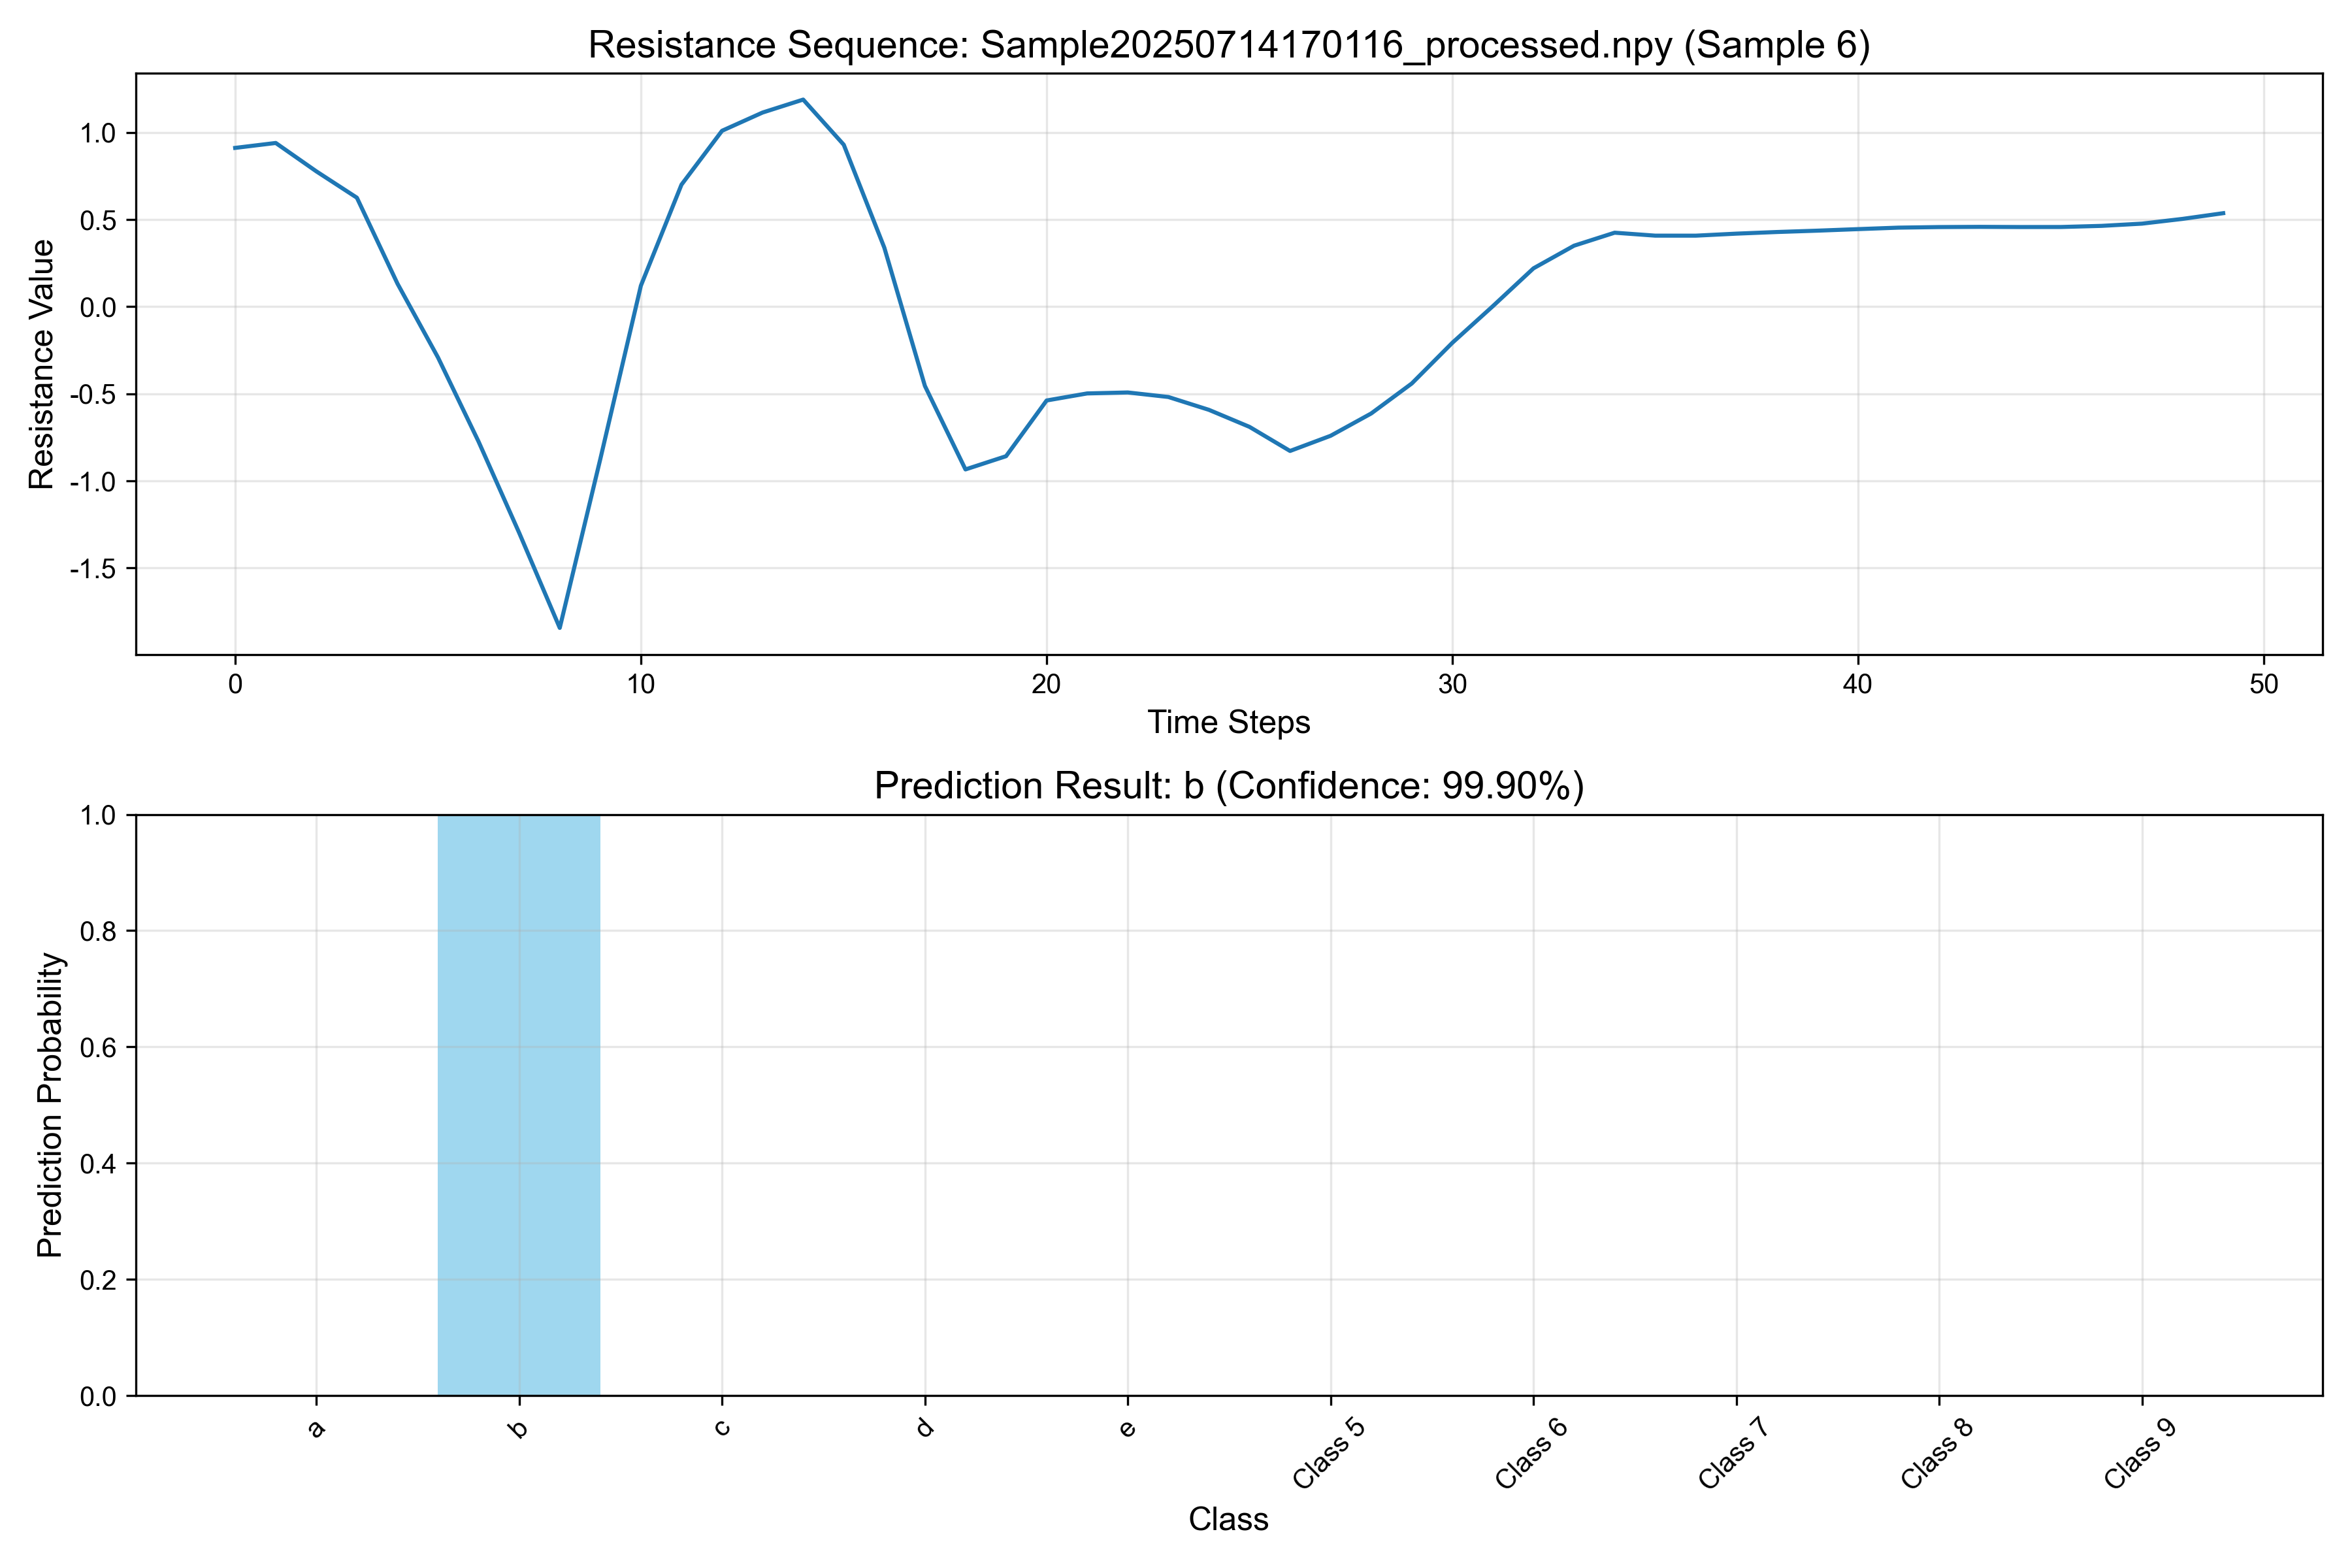 Resistance Sequence: Sample20250714170116_processed.npy (Sample 6)
Resistance Value
1.0
0.5
0.0
-0.5
-1.0
-1.5
0 10 20 30 40 50
Time Steps
Prediction Result: b (Confidence: 99.90%)
Prediction Probability
1.0
0.8
0.6
0.4
0.2
0.0
a b c d e Class 5 Class 6 Class 7 Class 8 Class 9
Class